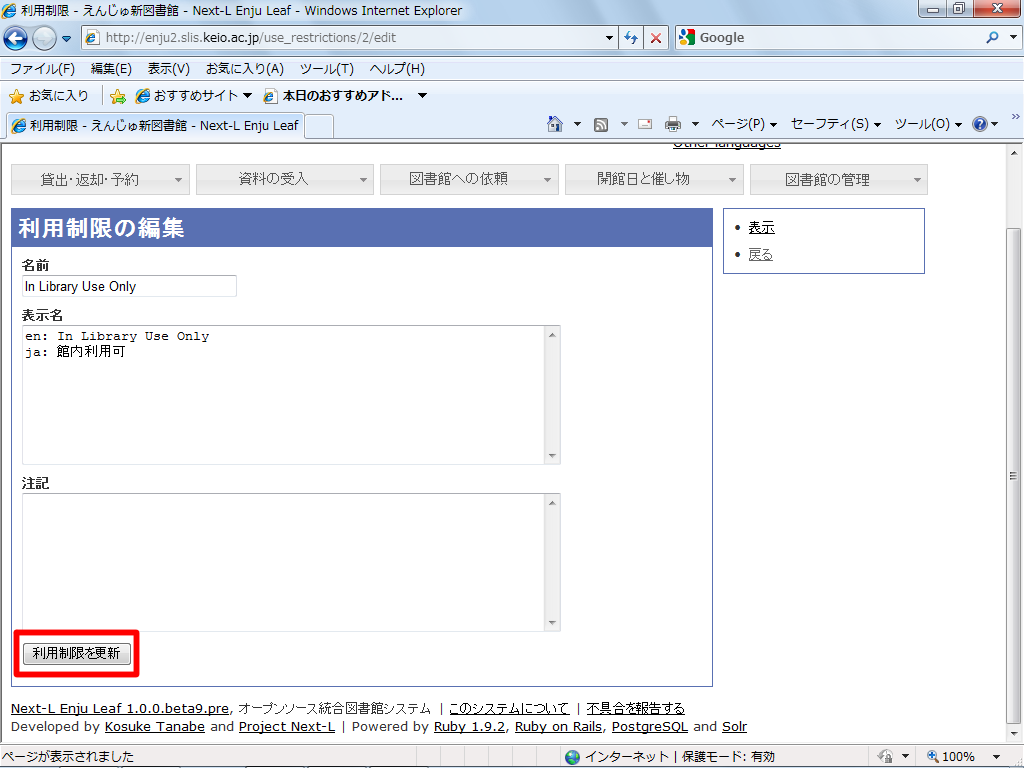 利用制限 - えんじゅ新図書館 - Next-L Enju Leaf - Windows Internet Explorer
http://enju2.slis.keio.ac.jp/use_restrictions/2/edit
Google
ファイル(F) 編集(E) 表示(V) お気に入り(A) ツール(T) ヘルプ(H)
お気に入り おすすめサイト 本日のおすすめアド...
利用制限 - えんじゅ新図書館 - Next-L Enju Leaf
ページ(P) セーフティ(S) ツール(O)
Other languages
貸出・返却・予約 資料の受入 図書館への依頼 開館日と催し物 図書館の管理
利用制限の編集
表示
戻る
名前
In Library Use Only
表示名
en: In Library Use Only
ja: 館内利用可
注記
利用制限を更新
Next-L Enju Leaf 1.0.0.beta9.pre, オープンソース統合図書館システム | このシステムについて | 不具合を報告する
Developed by Kosuke Tanabe and Project Next-L | Powered by Ruby 1.9.2, Ruby on Rails, PostgreSQL and Solr
ページが表示されました インターネット | 保護モード: 有効 100%